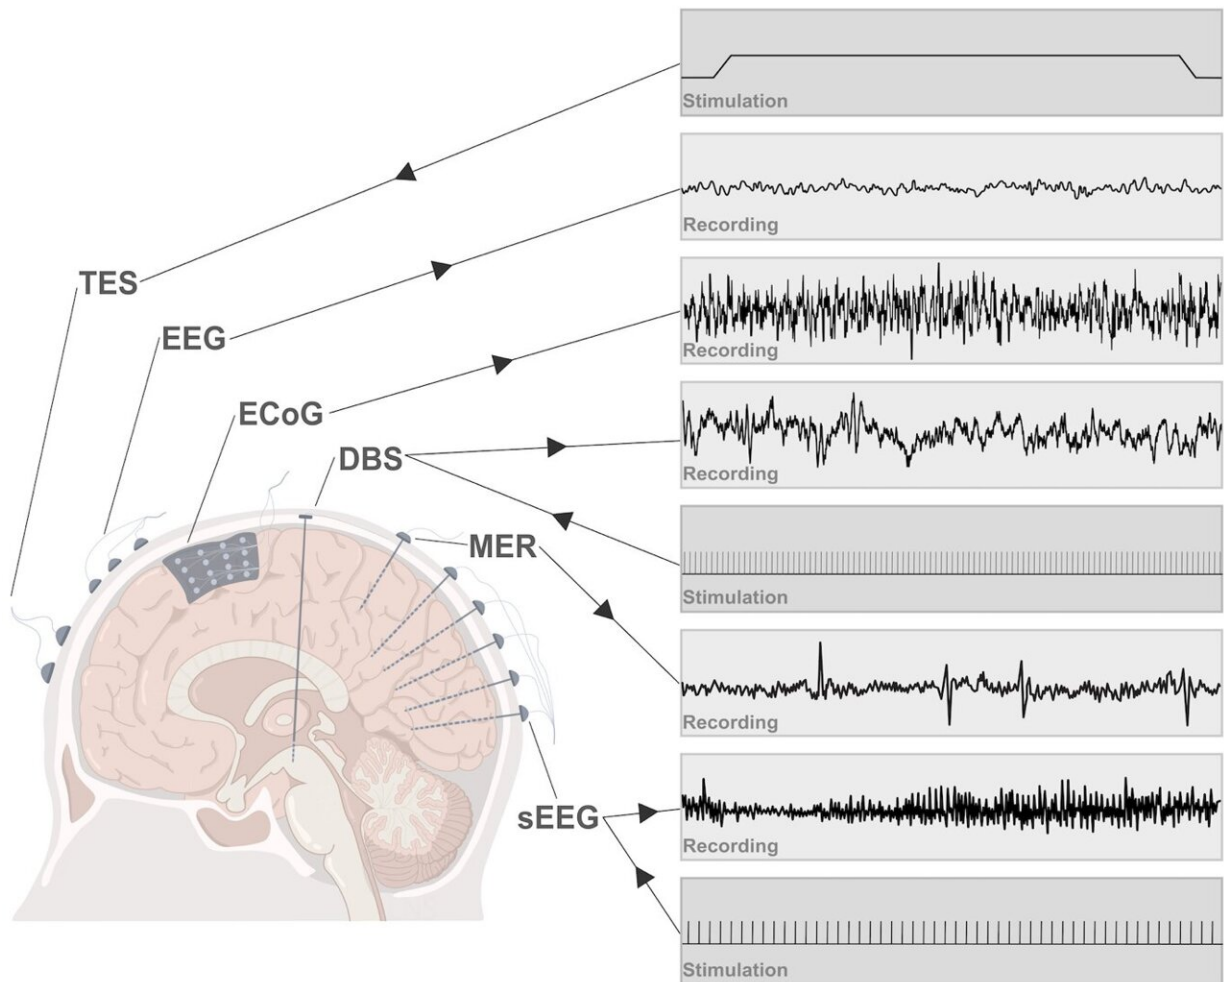 Stimulation
Recording
TES
Recording
EEG
ECoG
DBS
Recording
MER
Stimulation
Recording
sEEG
Recording
Stimulation